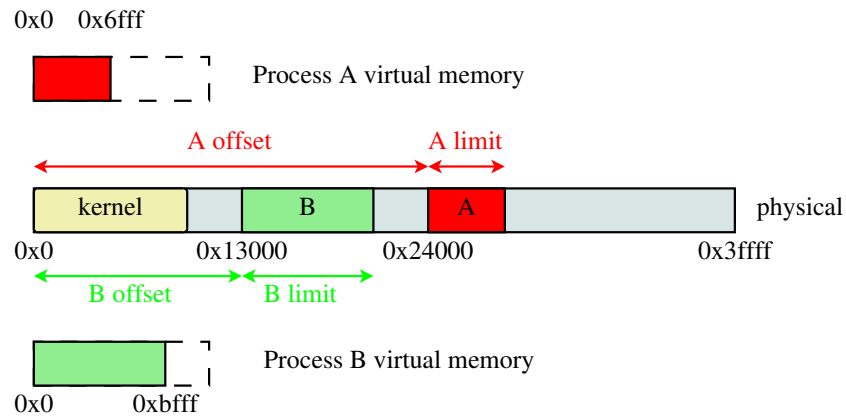 0x0 0x6fff
Process A virtual memory
A offset A limit
kernel B A physical
0x0 0x13000 0x24000 0x3ffff
B offset B limit
Process B virtual memory
0x0 0xbfff